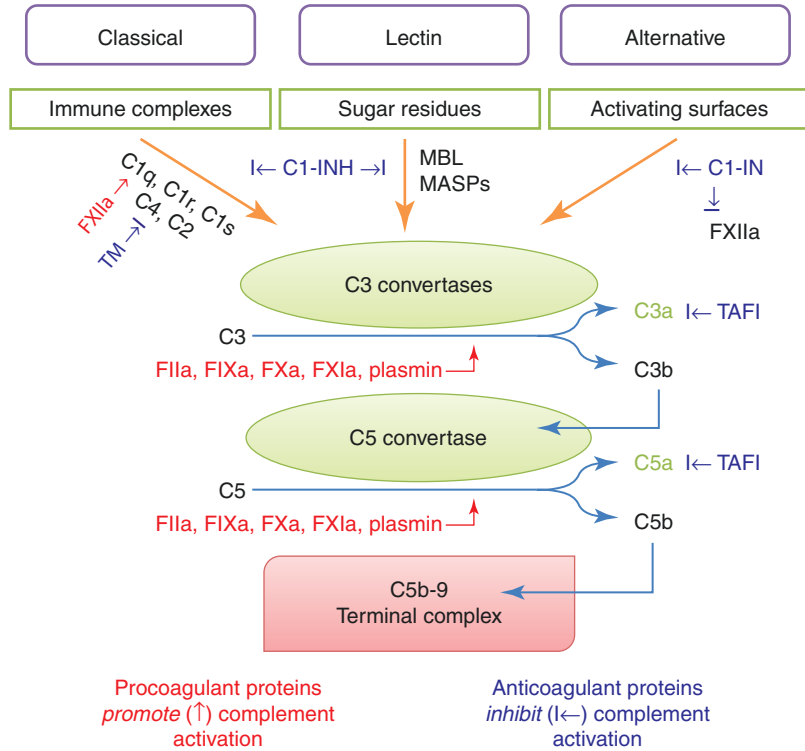 Classical
Lectin
Alternative
Immune complexes
Sugar residues
Activating surfaces
FXIIa →
C1q, C1r, C1s
C4, C2
TM →I
I← C1-INH →I
MBL
MASPs
I← C1-IN
↓
FXIIa
C3 convertases
C3
C3a I← TAFI
FIIa, FIXa, FXa, FXIa, plasmin
C3b
C5 convertase
C5
C5a I← TAFI
FIIa, FIXa, FXa, FXIa, plasmin
C5b
C5b-9
Terminal complex
Procoagulant proteins
promote (↑) complement
activation
Anticoagulant proteins
inhibit (I←) complement
activation